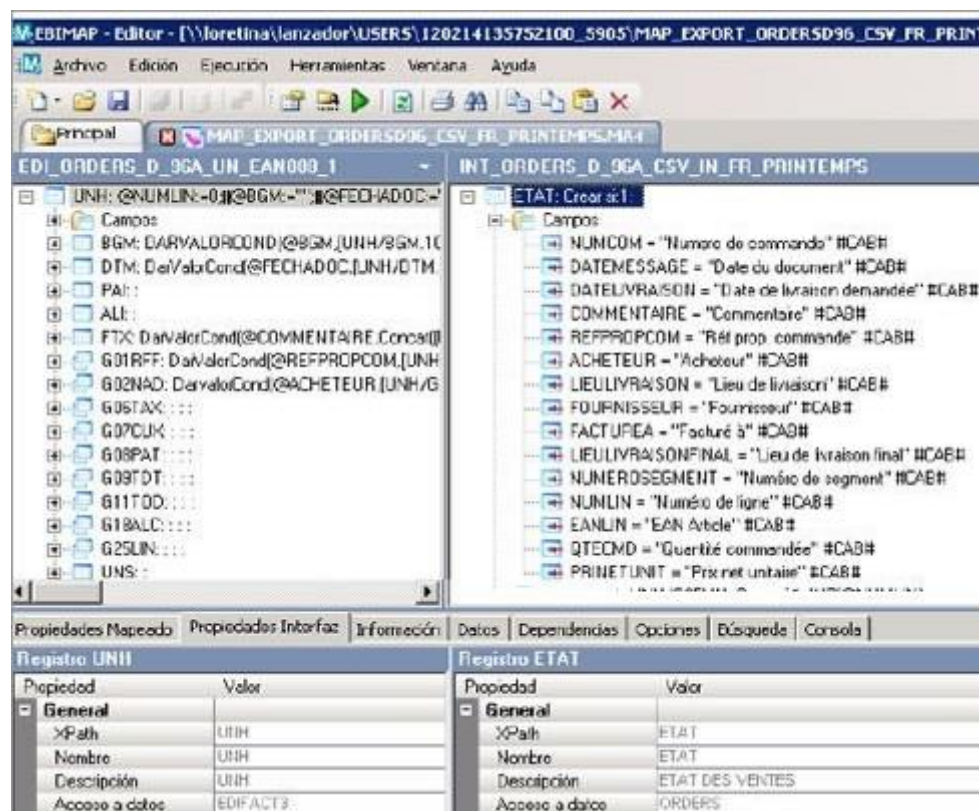 EBIMAP - Editor - [\\loretina\lanzador\USERS\120214135752100_5905\MAP_EXPORT_ORDERSD96_CSV_FR_PRINT
Archivo Edición Ejecución Herramientas Ventana Ayuda
Principal MAP_EXPORT_ORDERSD96_CSV_FR_PRINTEMPS.MA4
EDI_ORDERS_D_96A_UN_EAN008_1
UNH: @NUMLIN:=0;@BGM:="";@FECHADOC:="
Campos
BGM: DARVALORCOND(@BGM,[UNH/BGM.10
DTM: DarValorCond(@FECHADOC,[UNH/DTM.
PAI: :
ALI: :
FTX: DarValorCond(@COMMENTAIRE,Concat([
G01RFF: DarValorCond(@REFPROPCOM,[UNH
G02NAD: DarvalorCond(@ACHETEUR,[UNH/G
G06TAX: : : :
G07CUX: : : :
G08PAT: : : :
G09TDT: : : :
G11TOD: : : :
G18ALC: : : :
G25LIN: : : :
UNS: :
INT_ORDERS_D_96A_CSV_IN_FR_PRINTEMPS
ETAT: Crear a:1:
Campos
NUMCOM = "Numero de commande" #CAB#
DATEMESSAGE = "Date du document" #CAB#
DATELIVRAISON = "Date de livraison demandée" #CAB#
COMMENTAIRE = "Commentaire" #CAB#
REFPROPCOM = "Réf prop. commande" #CAB#
ACHETEUR = "Acheteur" #CAB#
LIEULIVRAISON = "Lieu de livraison" #CAB#
FOURNISSEUR = "Fournisseur" #CAB#
FACTUREA = "Facturé à" #CAB#
LIEULIVRAISONFINAL = "Lieu de livraison final" #CAB#
NUMEROSEGMENT = "Numéro de segment" #CAB#
NUMLIN = "Numéro de ligne" #CAB#
EANLIN = "EAN Article" #CAB#
QTECMD = "Quantité commandée" #CAB#
PRINETUNIT = "Prix net unitaire" #CAB#
Propiedades Mapeado Propiedades Interfaz Información Datos Dependencias Opciones Búsqueda Consola
Registro UNH
Propiedad Valor
General
XPath UNH
Nombre UNH
Descripción UNH
Acceso a datos EDIFACT3
Registro ETAT
Propiedad Valor
General
XPath ETAT
Nombre ETAT
Descripción ETAT DES VENTES
Acceso a datos ORDERS